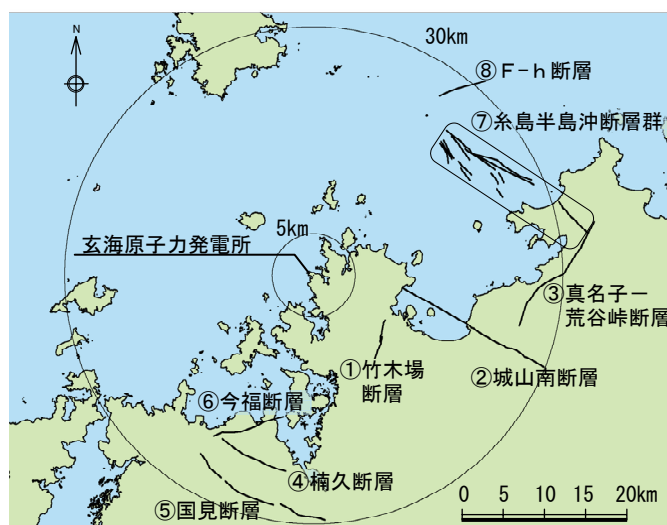 N
30km
⑧F-h断層
⑦糸島半島沖断層群
5km
玄海原子力発電所
③真名子－
荒谷峠断層
①竹木場
断層
②城山南断層
⑥今福断層
④楠久断層
⑤国見断層
0 5 10 15 20km